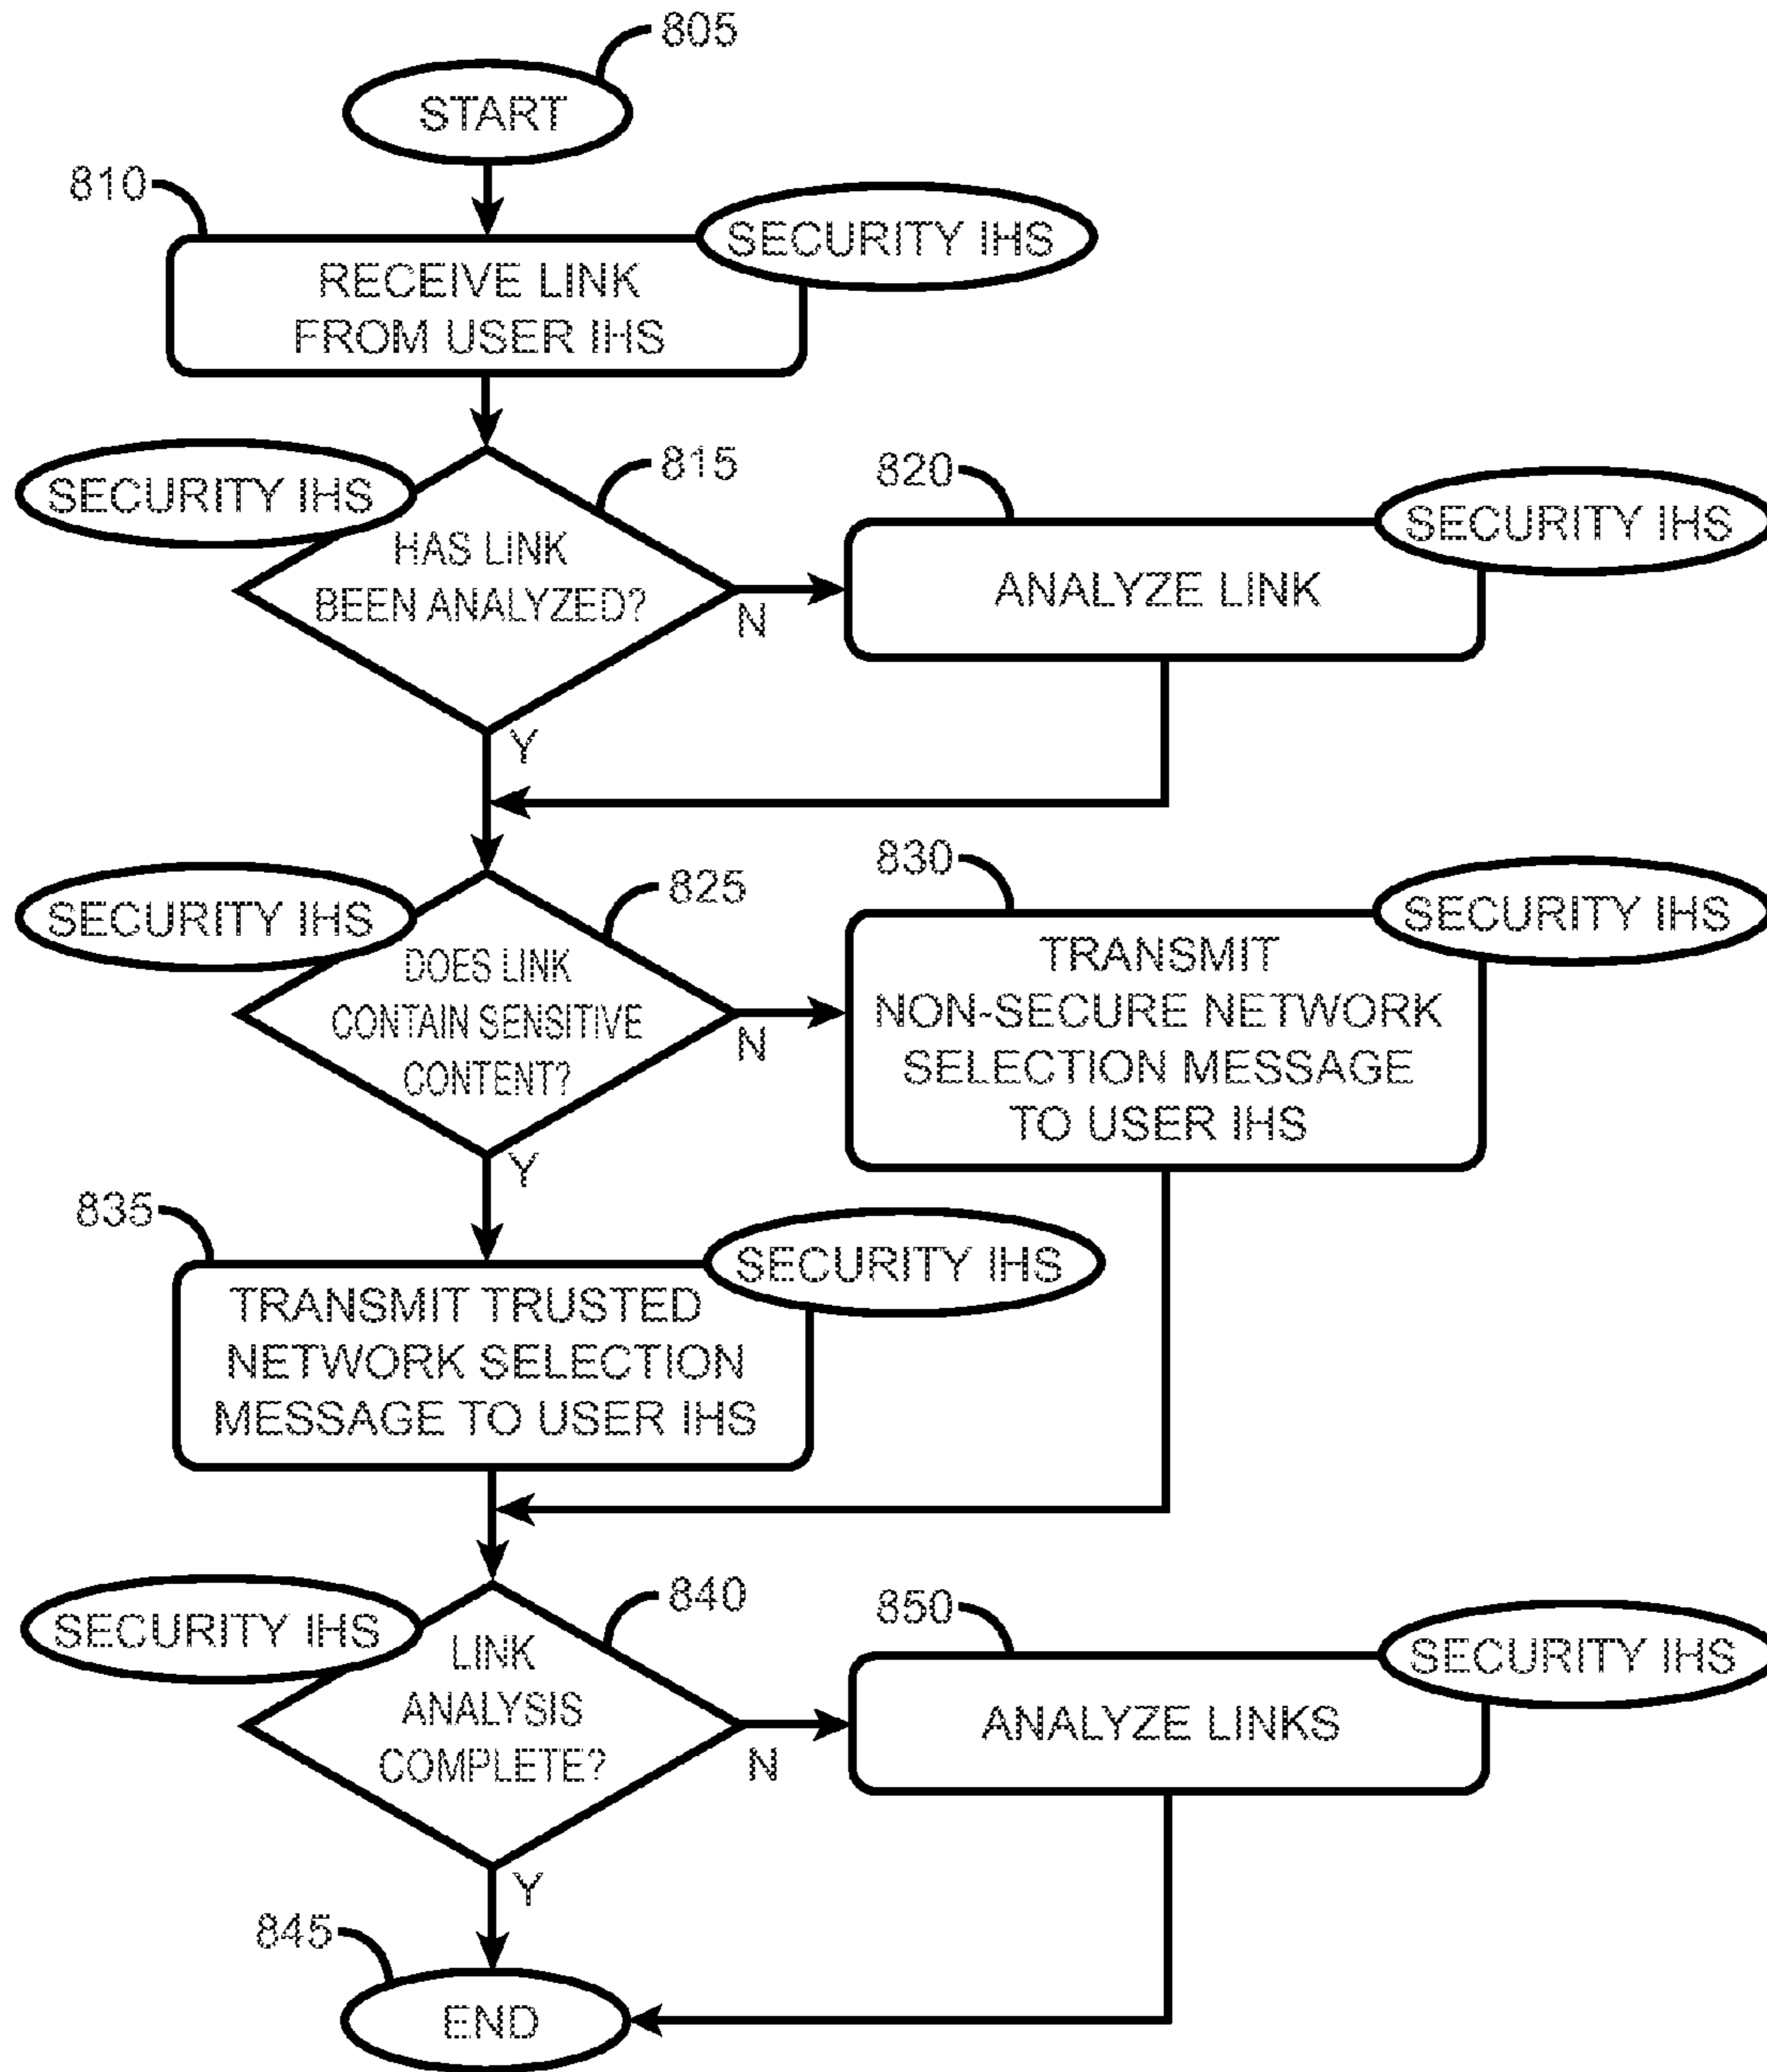 805
START
810
SECURITY IHS
RECEIVE LINK
FROM USER IHS
815
SECURITY IHS
HAS LINK
BEEN ANALYZED?
N
Y
820
SECURITY IHS
ANALYZE LINK
825
SECURITY IHS
DOES LINK
CONTAIN SENSITIVE
CONTENT?
N
Y
830
SECURITY IHS
TRANSMIT
NON-SECURE NETWORK
SELECTION MESSAGE
TO USER IHS
835
SECURITY IHS
TRANSMIT TRUSTED
NETWORK SELECTION
MESSAGE TO USER IHS
840
SECURITY IHS
LINK
ANALYSIS
COMPLETE?
N
Y
850
SECURITY IHS
ANALYZE LINKS
845
END